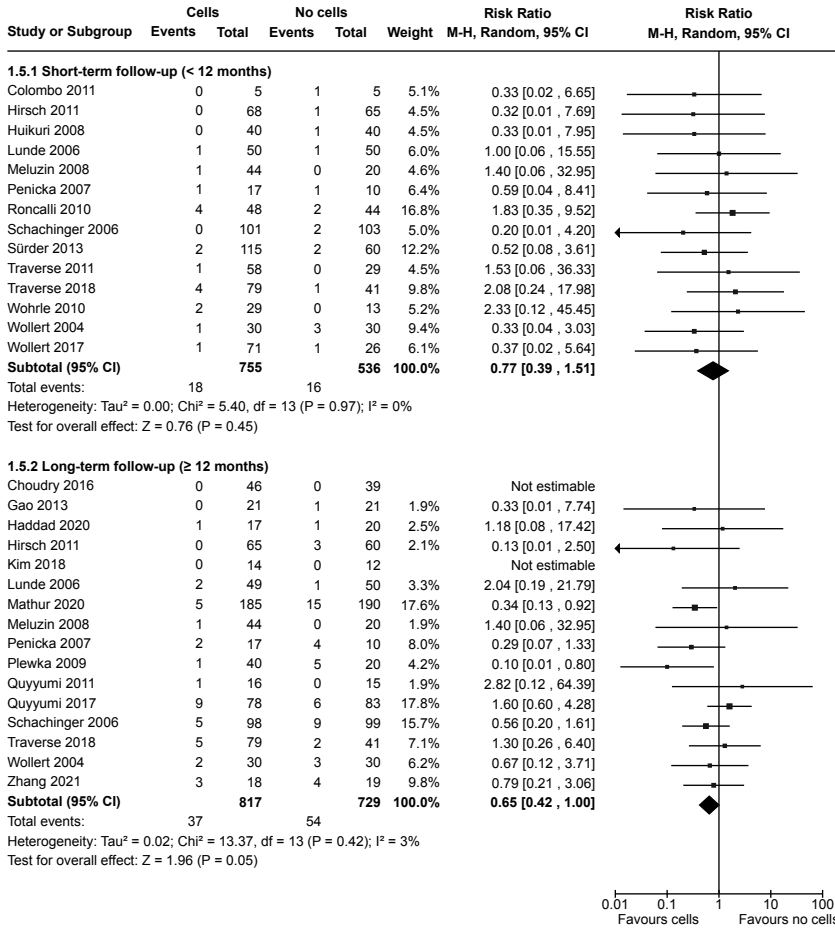 Cells No cells Risk Ratio Risk Ratio
Study or Subgroup Events Total Events Total Weight M-H, Random, 95% CI M-H, Random, 95% CI
1.5.1 Short-term follow-up (< 12 months)
Colombo 2011 0 5 1 5 5.1% 0.33 [0.02 , 6.65]
Hirsch 2011 0 68 1 65 4.5% 0.32 [0.01 , 7.69]
Huikuri 2008 0 40 1 40 4.5% 0.33 [0.01 , 7.95]
Lunde 2006 1 50 1 50 6.0% 1.00 [0.06 , 15.55]
Meluzin 2008 1 44 0 20 4.6% 1.40 [0.06 , 32.95]
Penicka 2007 1 17 1 10 6.4% 0.59 [0.04 , 8.41]
Roncalli 2010 4 48 2 44 16.8% 1.83 [0.35 , 9.52]
Schachinger 2006 0 101 2 103 5.0% 0.20 [0.01 , 4.20]
Sürder 2013 2 115 2 60 12.2% 0.52 [0.08 , 3.61]
Traverse 2011 1 58 0 29 4.5% 1.53 [0.06 , 36.33]
Traverse 2018 4 79 1 41 9.8% 2.08 [0.24 , 17.98]
Wohrle 2010 2 29 0 13 5.2% 2.33 [0.12 , 45.45]
Wollert 2004 1 30 3 30 9.4% 0.33 [0.04 , 3.03]
Wollert 2017 1 71 1 26 6.1% 0.37 [0.02 , 5.64]
Subtotal (95% CI) 755 536 100.0% 0.77 [0.39 , 1.51]
Total events: 18 16
Heterogeneity: Tau² = 0.00; Chi² = 5.40, df = 13 (P = 0.97); I² = 0%
Test for overall effect: Z = 0.76 (P = 0.45)
1.5.2 Long-term follow-up (≥ 12 months)
Choudry 2016 0 46 0 39 Not estimable
Gao 2013 0 21 1 21 1.9% 0.33 [0.01 , 7.74]
Haddad 2020 1 17 1 20 2.5% 1.18 [0.08 , 17.42]
Hirsch 2011 0 65 3 60 2.1% 0.13 [0.01 , 2.50]
Kim 2018 0 14 0 12 Not estimable
Lunde 2006 2 49 1 50 3.3% 2.04 [0.19 , 21.79]
Mathur 2020 5 185 15 190 17.6% 0.34 [0.13 , 0.92]
Meluzin 2008 1 44 0 20 1.9% 1.40 [0.06 , 32.95]
Penicka 2007 2 17 4 10 8.0% 0.29 [0.07 , 1.33]
Plewka 2009 1 40 5 20 4.2% 0.10 [0.01 , 0.80]
Quyyumi 2011 1 16 0 15 1.9% 2.82 [0.12 , 64.39]
Quyyumi 2017 9 78 6 83 17.8% 1.60 [0.60 , 4.28]
Schachinger 2006 5 98 9 99 15.7% 0.56 [0.20 , 1.61]
Traverse 2018 5 79 2 41 7.1% 1.30 [0.26 , 6.40]
Wollert 2004 2 30 3 30 6.2% 0.67 [0.12 , 3.71]
Zhang 2021 3 18 4 19 9.8% 0.79 [0.21 , 3.06]
Subtotal (95% CI) 817 729 100.0% 0.65 [0.42 , 1.00]
Total events: 37 54
Heterogeneity: Tau² = 0.02; Chi² = 13.37, df = 13 (P = 0.42); I² = 3%
Test for overall effect: Z = 1.96 (P = 0.05)
0.01 0.1 1 10 100
Favours cells Favours no cells